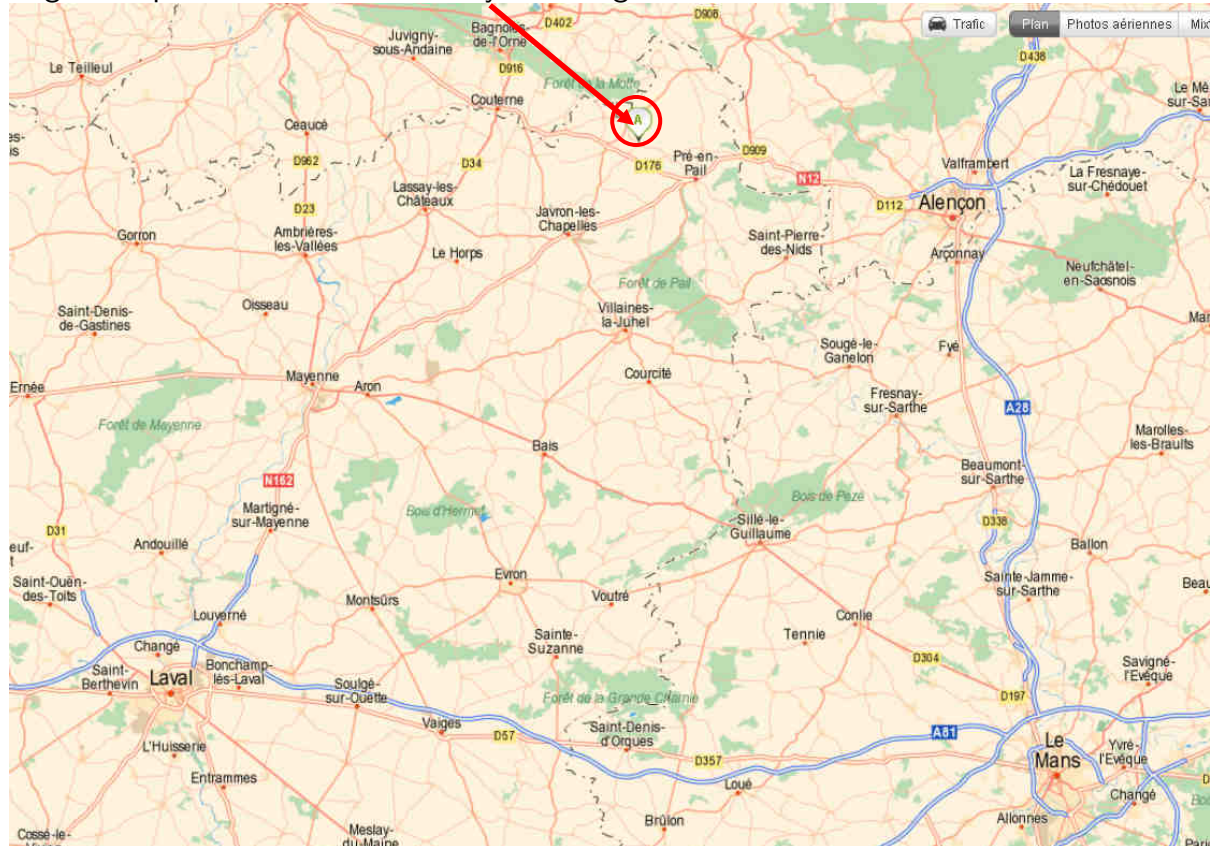 D402
D908
Trafic
Plan
Photos aériennes
Juvigny-
sous-Andaine
Bagnoles-
de-l'Orne
D438
Le Teilleul
D916
Forêt de la Motte
Couterne
A
Ceaucé
D962
D34
D176
Pré-en-
Pail
D909
N12
Valframbert
La Fresnaye-
sur-Chédouet
Lassay-les-
Châteaux
D112
Alençon
D23
Javron-les-
Chapelles
Gorron
Ambrières-
les-Vallées
Le Horps
Saint-Pierre-
des-Nids
Arçonnay
Neufchâtel-
en-Saosnois
Forêt de Pail
Saint-Denis-
de-Gastines
Oisseau
Villaines-
la-Juhel
Sougé-le-
Ganelon
Fyé
Ernée
Mayenne
Aron
Courcité
Fresnay-
sur-Sarthe
A28
Forêt de Mayenne
Marolles-
les-Braults
Bais
Beaumont-
sur-Sarthe
N162
Bois de Pezé
Martigné-
sur-Mayenne
Bois d'Hermet
Sillé-le-
Guillaume
D338
D31
Andouillé
Ballon
Evron
Saint-Ouën-
des-Toits
Montsûrs
Voutré
Sainte-Jamme-
sur-Sarthe
Louverné
Conlie
Sainte-
Suzanne
Tennie
Changé
D304
Saint-
Berthevin
Laval
Bonchamp-
lès-Laval
Soulgé-
sur-Ouette
Savigné-
l'Evêque
Forêt de la Grande Charnie
D197
Vaiges
D57
Saint-Denis-
d'Orques
A81
L'Huisserie
Le
Mans
Yvré-
l'Evêque
D357
Entrammes
Loué
Changé
Brûlon
Allonnes
Cossé-le-
Meslay-
du-Maine